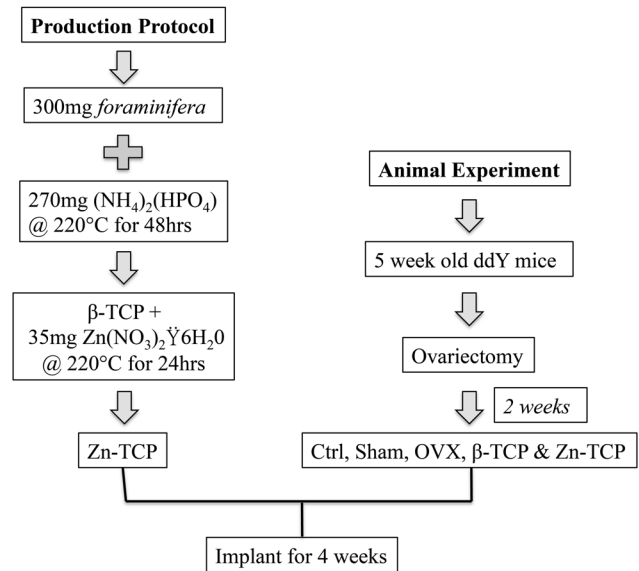 Production Protocol
300mg foraminifera
270mg (NH₄)₂(HPO₄)
@ 220°C for 48hrs
β-TCP +
35mg Zn(NO₃)₂Ÿ6H₂0
@ 220°C for 24hrs
Zn-TCP
Animal Experiment
5 week old ddY mice
Ovariectomy
2 weeks
Ctrl, Sham, OVX, β-TCP & Zn-TCP
Implant for 4 weeks